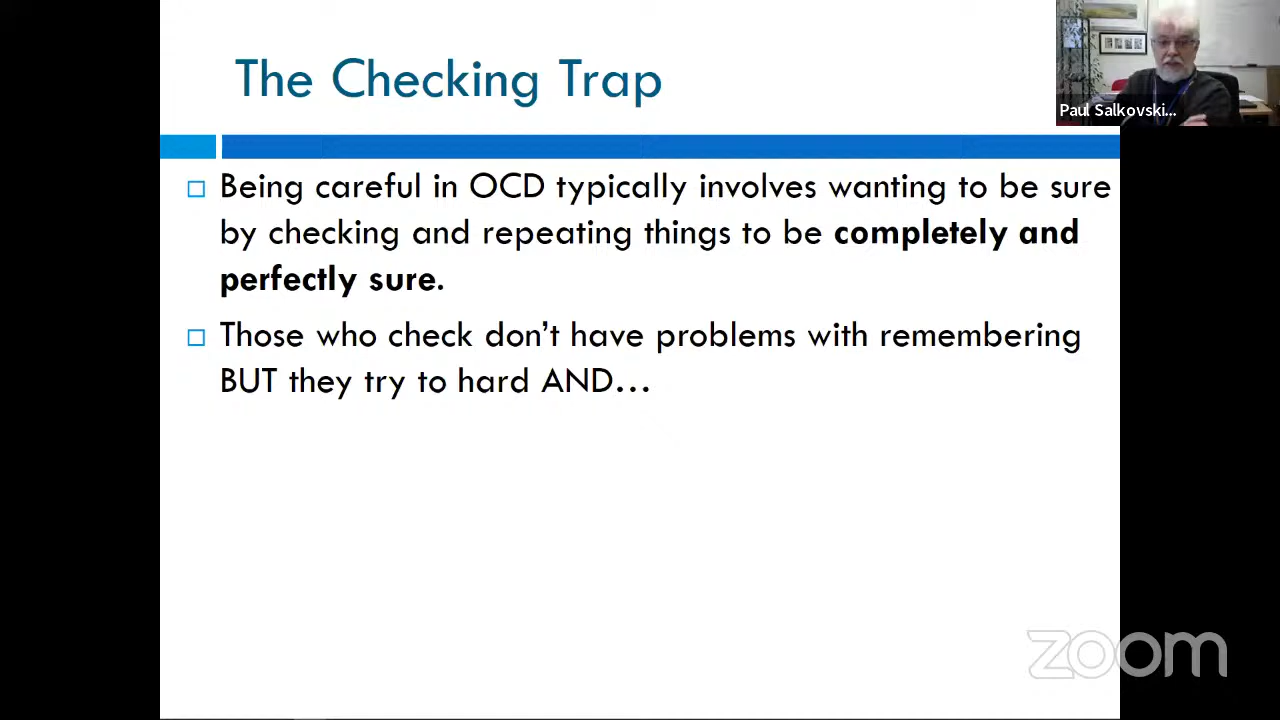 The Checking Trap
Paul Salkovski...
Being careful in OCD typically involves wanting to be sure
by checking and repeating things to be completely and
perfectly sure.
Those who check don’t have problems with remembering
BUT they try to hard AND…
zoom